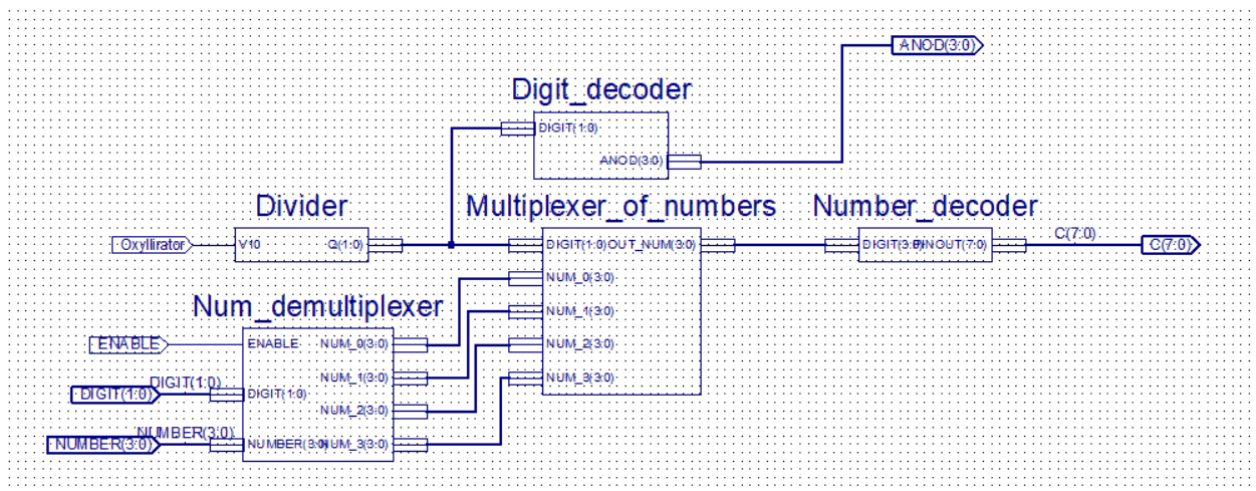 ANOD(3:0)
Digit_decoder
DIGIT(1:0)
ANOD(3:0)
Divider
Multiplexer_of_numbers
Number_decoder
Oxyllirator
V10
Q(1:0)
DIGIT(1:0)
OUT_NUM(3:0)
DIGIT(3:0)
PINOUT(7:0)
C(7:0)
C(7:0)
NUM_0(3:0)
NUM_1(3:0)
NUM_2(3:0)
NUM_3(3:0)
Num_demultiplexer
ENABLE
ENABLE
NUM_0(3:0)
NUM_1(3:0)
DIGIT(1:0)
DIGIT(1:0)
DIGIT(1:0)
NUM_2(3:0)
NUMBER(3:0)
NUMBER(3:0)
NUMBER(3:0)
NUM_3(3:0)